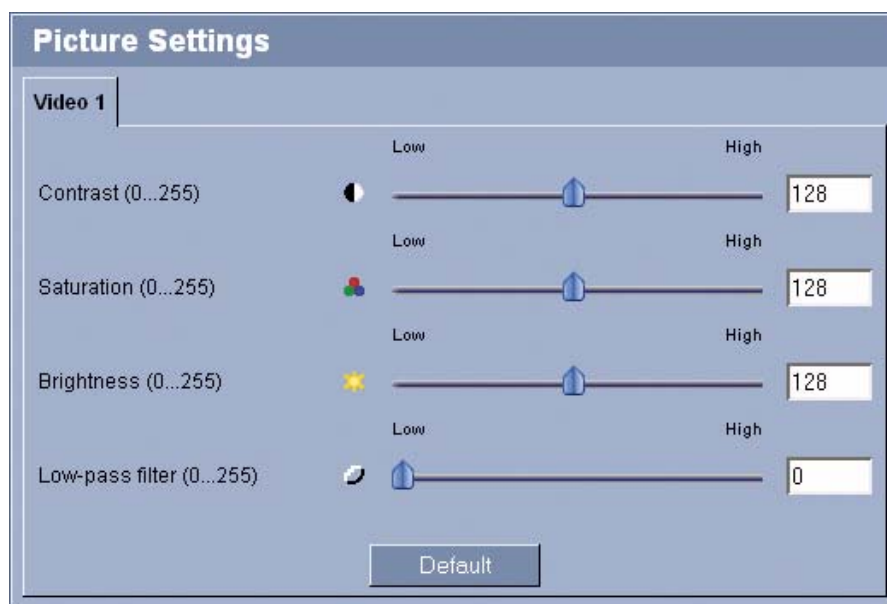 Picture Settings
Video 1
Low High
Contrast (0...255) 128
Low High
Saturation (0...255) 128
Low High
Brightness (0...255) 128
Low High
Low-pass filter (0...255) 0
Default